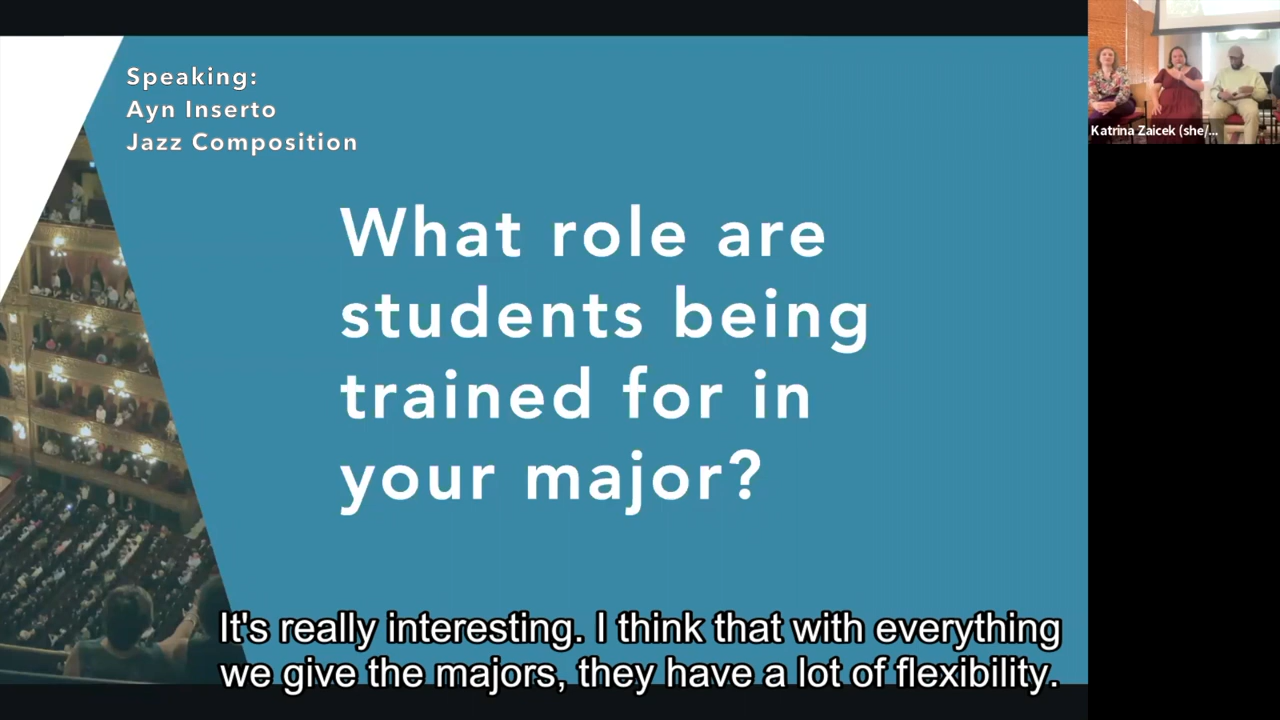 Speaking:
Ayn Inserto
Jazz Composition
What role are
students being
trained for in
your major?
Katrina Zaicek (she/...
It's really interesting. I think that with everything
we give the majors, they have a lot of flexibility.